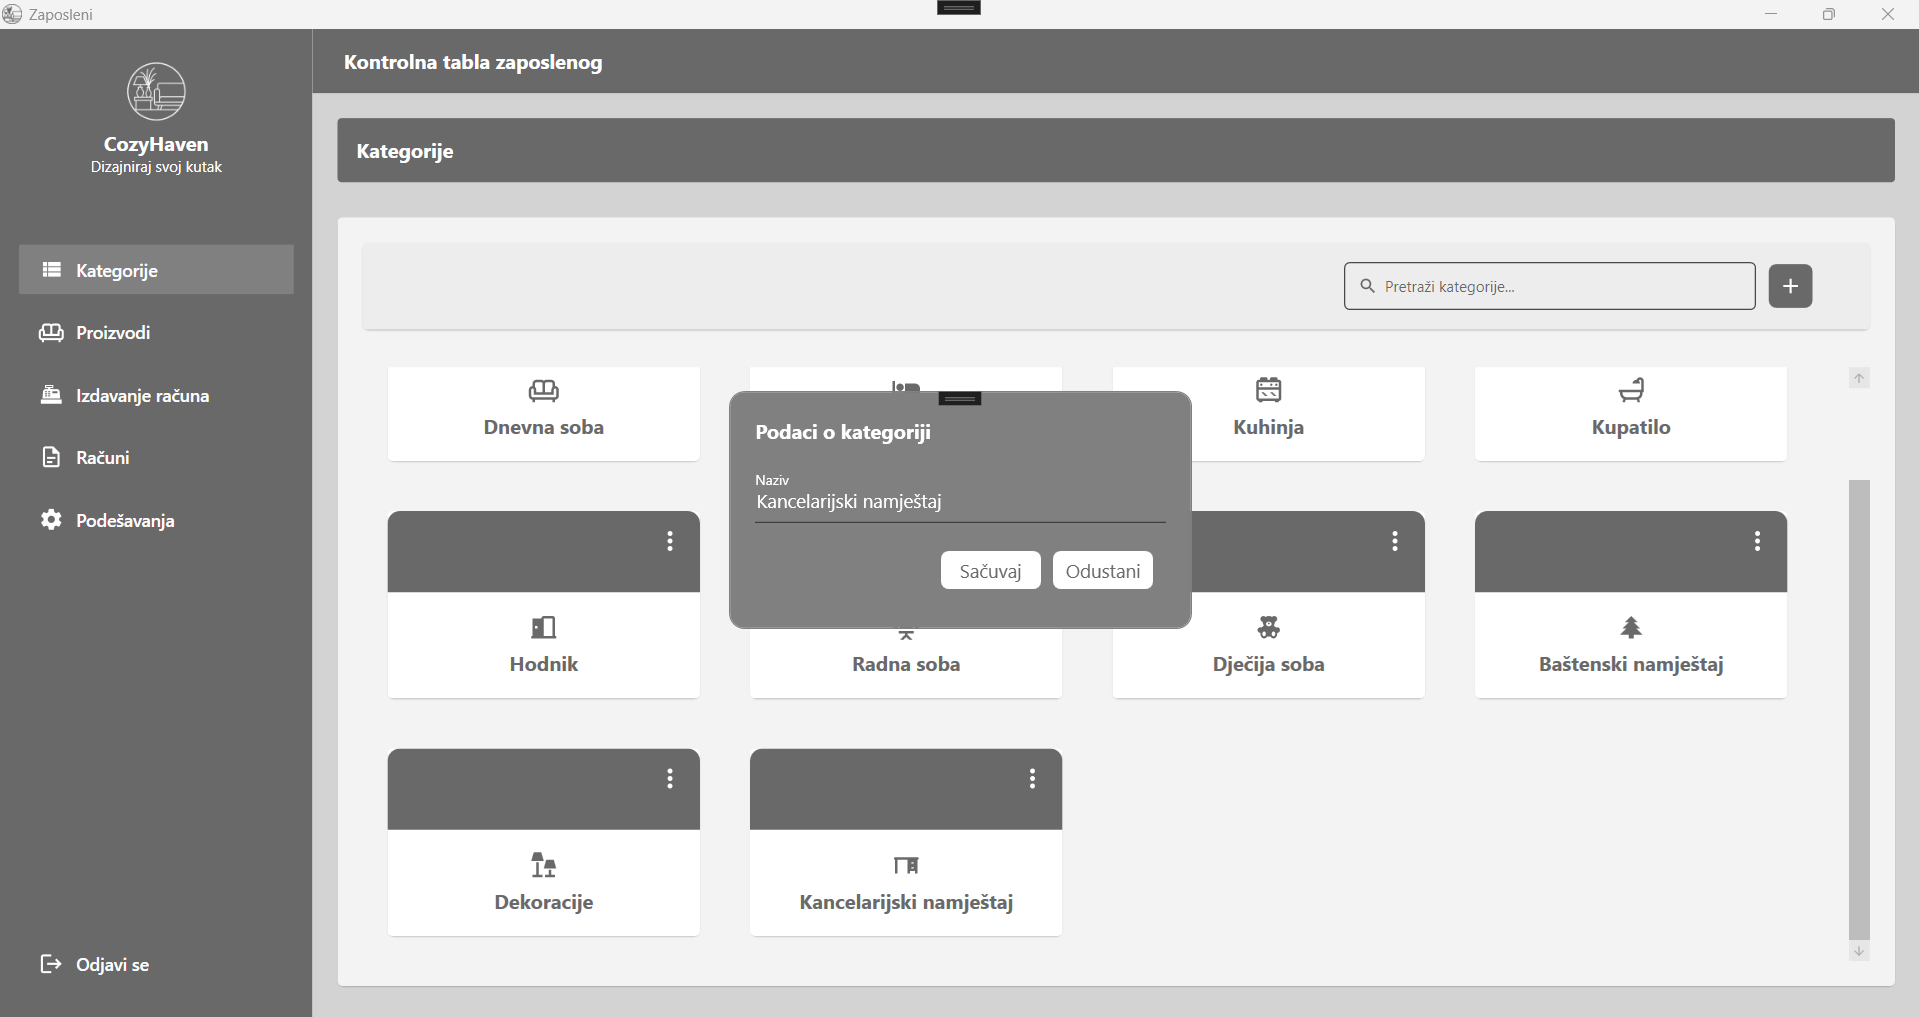 Zaposleni
CozyHaven
Dizajniraj svoj kutak
Kategorije
Proizvodi
Izdavanje računa
Računi
Podešavanja
Odjavi se
Kontrolna tabla zaposlenog
Kategorije
Pretraži kategorije...
Dnevna soba
Kuhinja
Kupatilo
Podaci o kategoriji
Naziv
Kancelarijski namještaj
Sačuvaj
Odustani
Hodnik
Radna soba
Dječija soba
Baštenski namještaj
Dekoracije
Kancelarijski namještaj